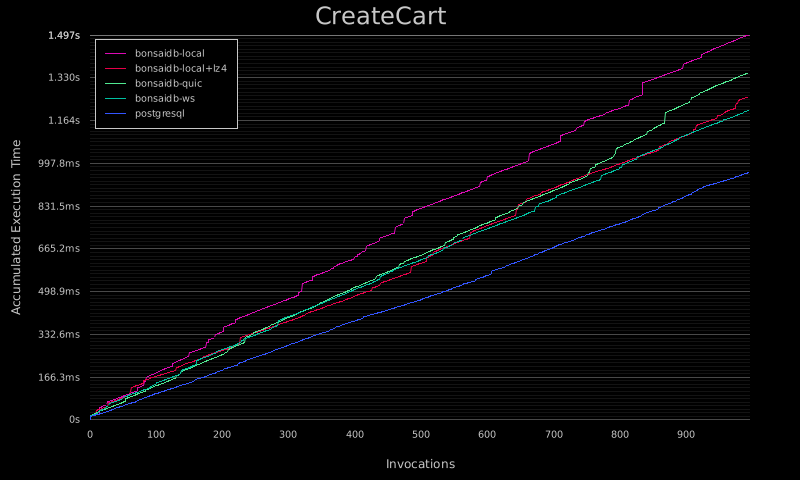 CreateCart
1.497s
1.330s
1.164s
997.8ms
831.5ms
665.2ms
498.9ms
332.6ms
166.3ms
0s
Accumulated Execution Time
bonsaidb-local
bonsaidb-local+lz4
bonsaidb-quic
bonsaidb-ws
postgresql
0 100 200 300 400 500 600 700 800 900
Invocations